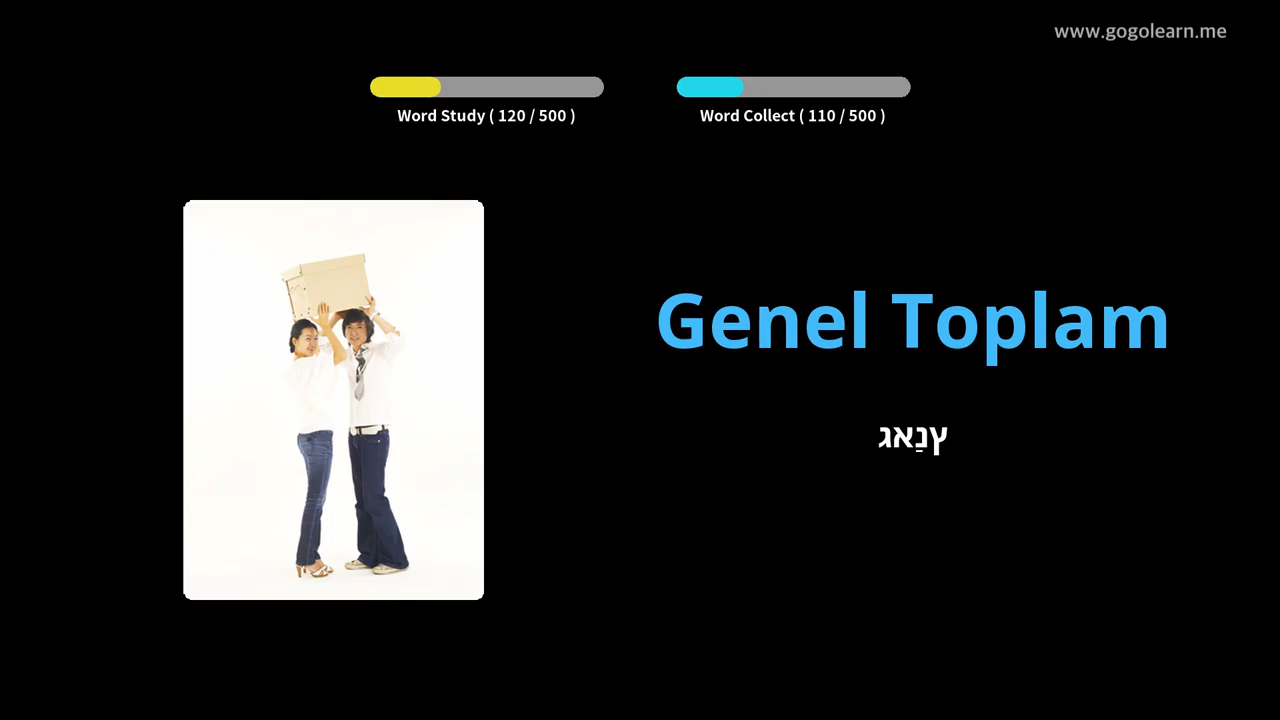 www.gogolearn.me
Word Study ( 120 / 500 )
Word Collect ( 110 / 500 )
Genel Toplam
ץנַאג